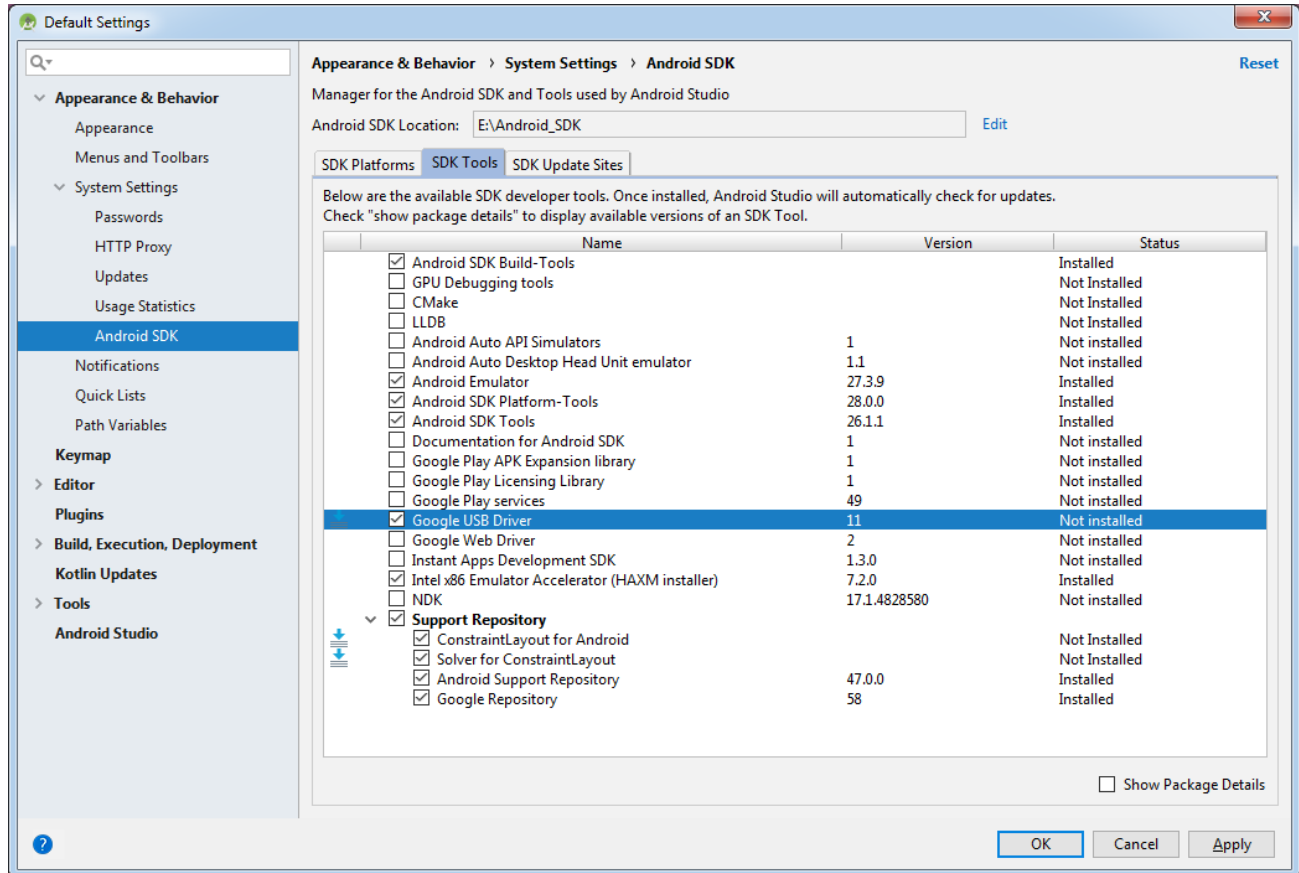 Default Settings
Appearance & Behavior
Appearance
Menus and Toolbars
System Settings
Passwords
HTTP Proxy
Updates
Usage Statistics
Android SDK
Notifications
Quick Lists
Path Variables
Keymap
Editor
Plugins
Build, Execution, Deployment
Kotlin Updates
Tools
Android Studio
Appearance & Behavior > System Settings > Android SDK Reset
Manager for the Android SDK and Tools used by Android Studio
Android SDK Location: E:\Android_SDK Edit
SDK Platforms SDK Tools SDK Update Sites
Below are the available SDK developer tools. Once installed, Android Studio will automatically check for updates.
Check "show package details" to display available versions of an SDK Tool.
Name Version Status
Android SDK Build-Tools Installed
GPU Debugging tools Not Installed
CMake Not Installed
LLDB Not Installed
Android Auto API Simulators 1 Not installed
Android Auto Desktop Head Unit emulator 1.1 Not installed
Android Emulator 27.3.9 Installed
Android SDK Platform-Tools 28.0.0 Installed
Android SDK Tools 26.1.1 Installed
Documentation for Android SDK 1 Not installed
Google Play APK Expansion library 1 Not installed
Google Play Licensing Library 1 Not installed
Google Play services 49 Not installed
Google USB Driver 11 Not installed
Google Web Driver 2 Not installed
Instant Apps Development SDK 1.3.0 Not installed
Intel x86 Emulator Accelerator (HAXM installer) 7.2.0 Installed
NDK 17.1.4828580 Not installed
Support Repository
ConstraintLayout for Android Not Installed
Solver for ConstraintLayout Not Installed
Android Support Repository 47.0.0 Installed
Google Repository 58 Installed
Show Package Details
? OK Cancel Apply